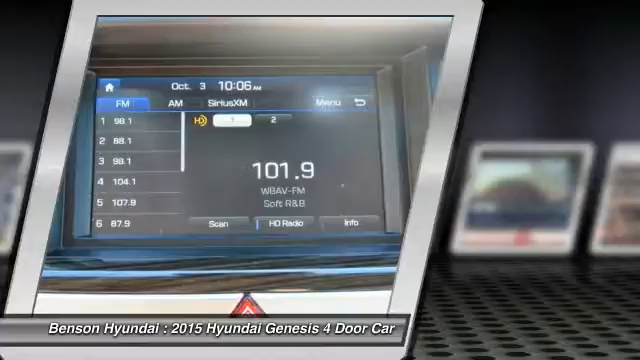 Oct. 3 10:06 AM
FM AM SiriusXM Menu
1 98.1
HD 1 2
2 88.1
3 98.1
101.9
4 104.1
WBAV-FM
5 107.9
Soft R&B
6 87.9
Scan HD Radio Info
Benson Hyundai : 2015 Hyundai Genesis 4 Door Car